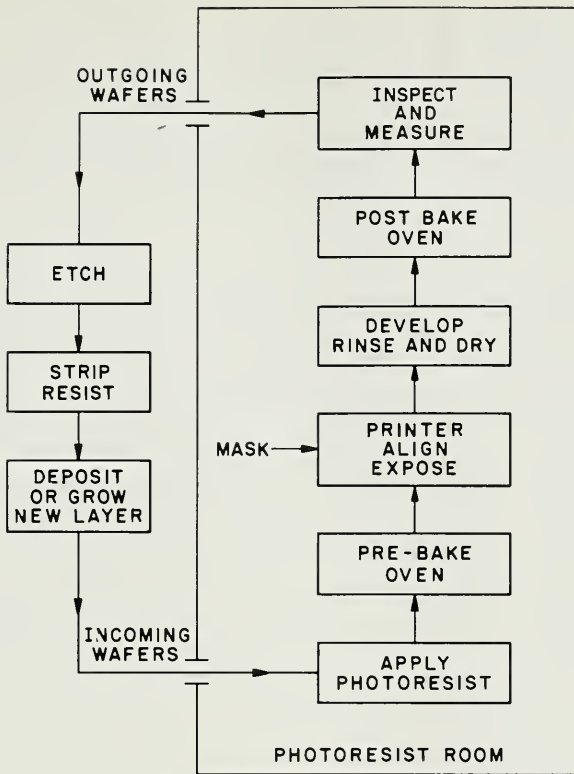 OUTGOING
WAFERS
INSPECT
AND
MEASURE
POST BAKE
OVEN
ETCH
DEVELOP
RINSE AND DRY
STRIP
RESIST
MASK
PRINTER
ALIGN
EXPOSE
DEPOSIT
OR GROW
NEW LAYER
PRE-BAKE
OVEN
INCOMING
WAFERS
APPLY
PHOTORESIST
PHOTORESIST ROOM